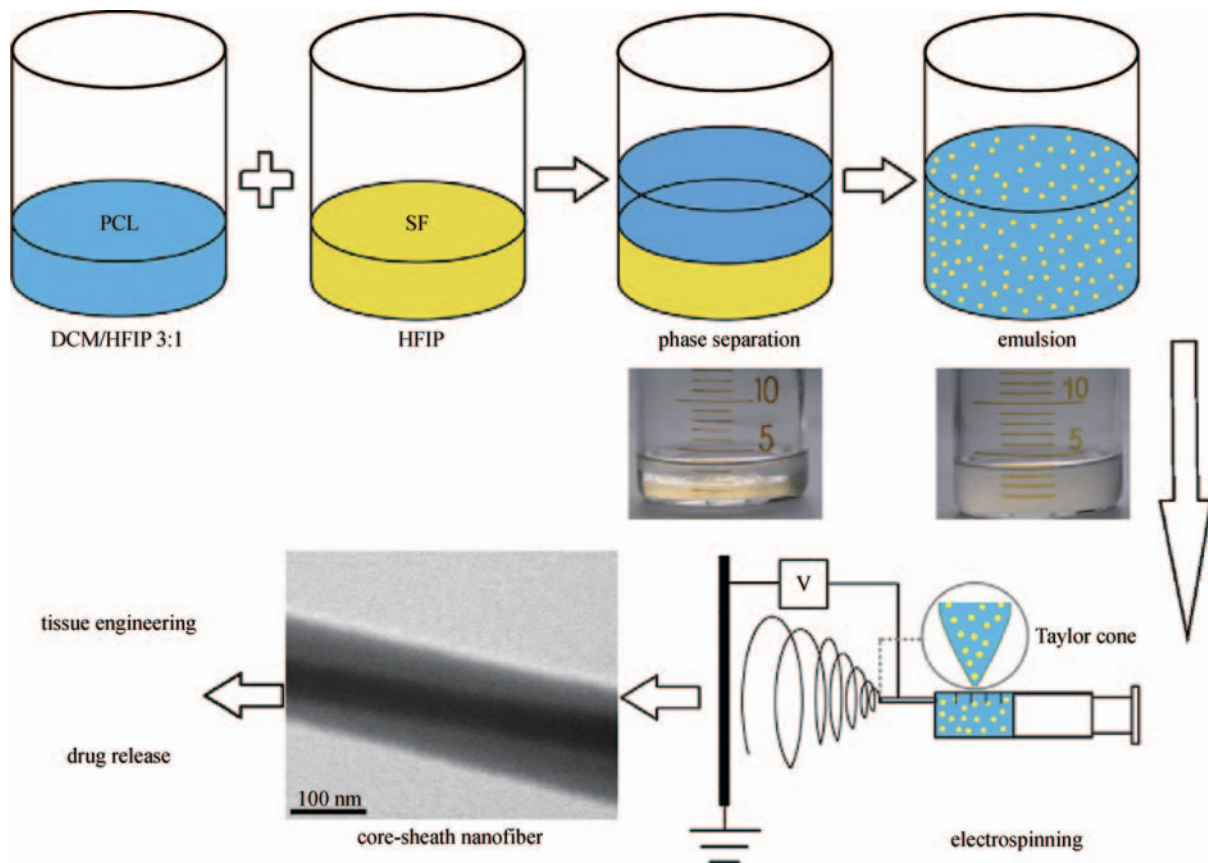 PCL
SF
DCM/HFIP 3:1
HFIP
phase separation
emulsion
10
5
10
5
V
Taylor cone
tissue engineering
drug release
100 nm
core-sheath nanofiber
electrospinning